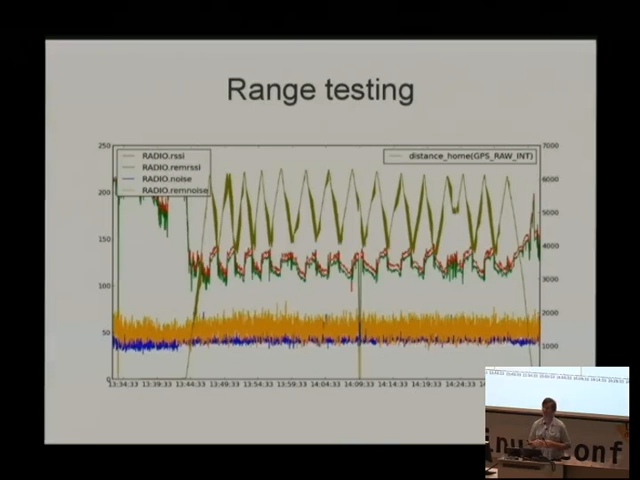 Range testing
250
200
150
100
50
0
RADIO.rssi
RADIO.remrssi
RADIO.noise
RADIO.remnoise
distance_home(GPS_RAW_INT)
7000
6000
5000
4000
3000
2000
1000
13:34:33 13:39:33 13:44:33 13:49:33 13:54:33 13:59:33 14:04:33 14:09:33 14:14:33 14:19:33 14:24:33
inux.conf